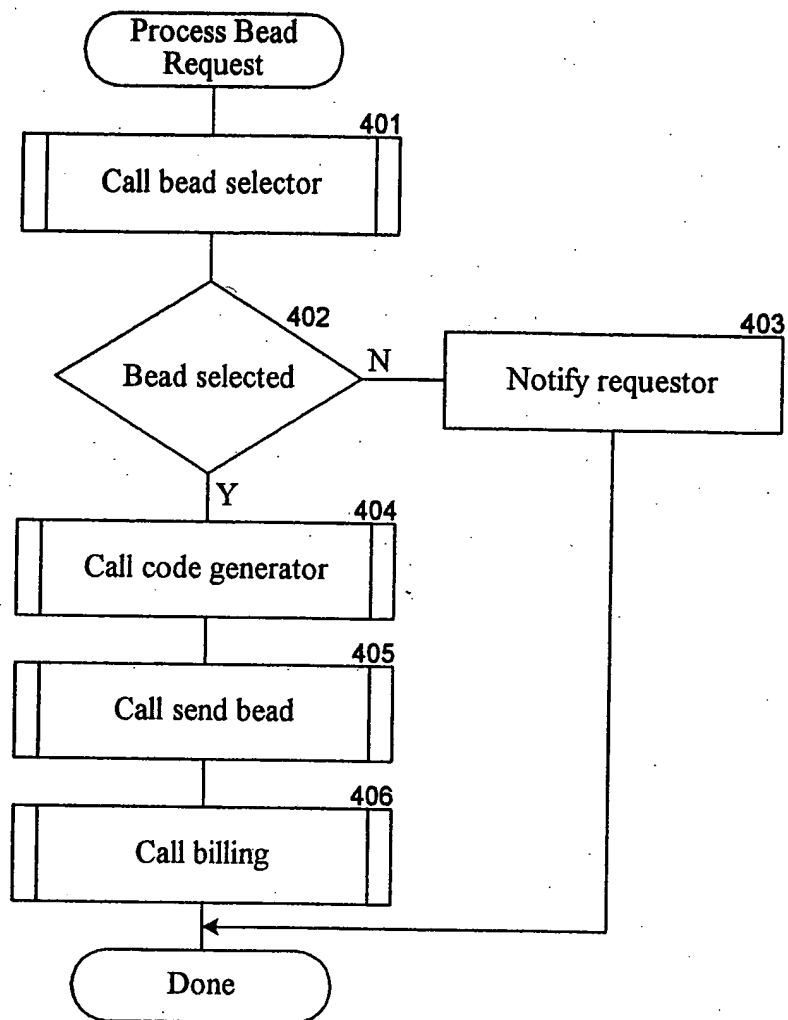 Process Bead
Request
401
Call bead selector
402
Bead selected
N
403
Notify requestor
Y
404
Call code generator
405
Call send bead
406
Call billing
Done